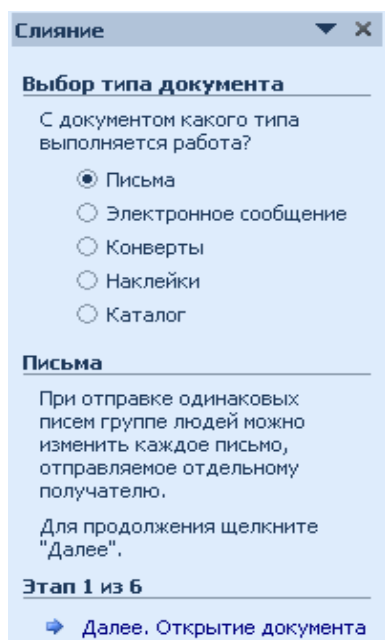 Слияние
Выбор типа документа
С документом какого типа
выполняется работа?
Письма
Электронное сообщение
Конверты
Наклейки
Каталог
Письма
При отправке одинаковых
писем группе людей можно
изменить каждое письмо,
отправляемое отдельному
получателю.
Для продолжения щелкните
"Далее".
Этап 1 из 6
Далее. Открытие документа